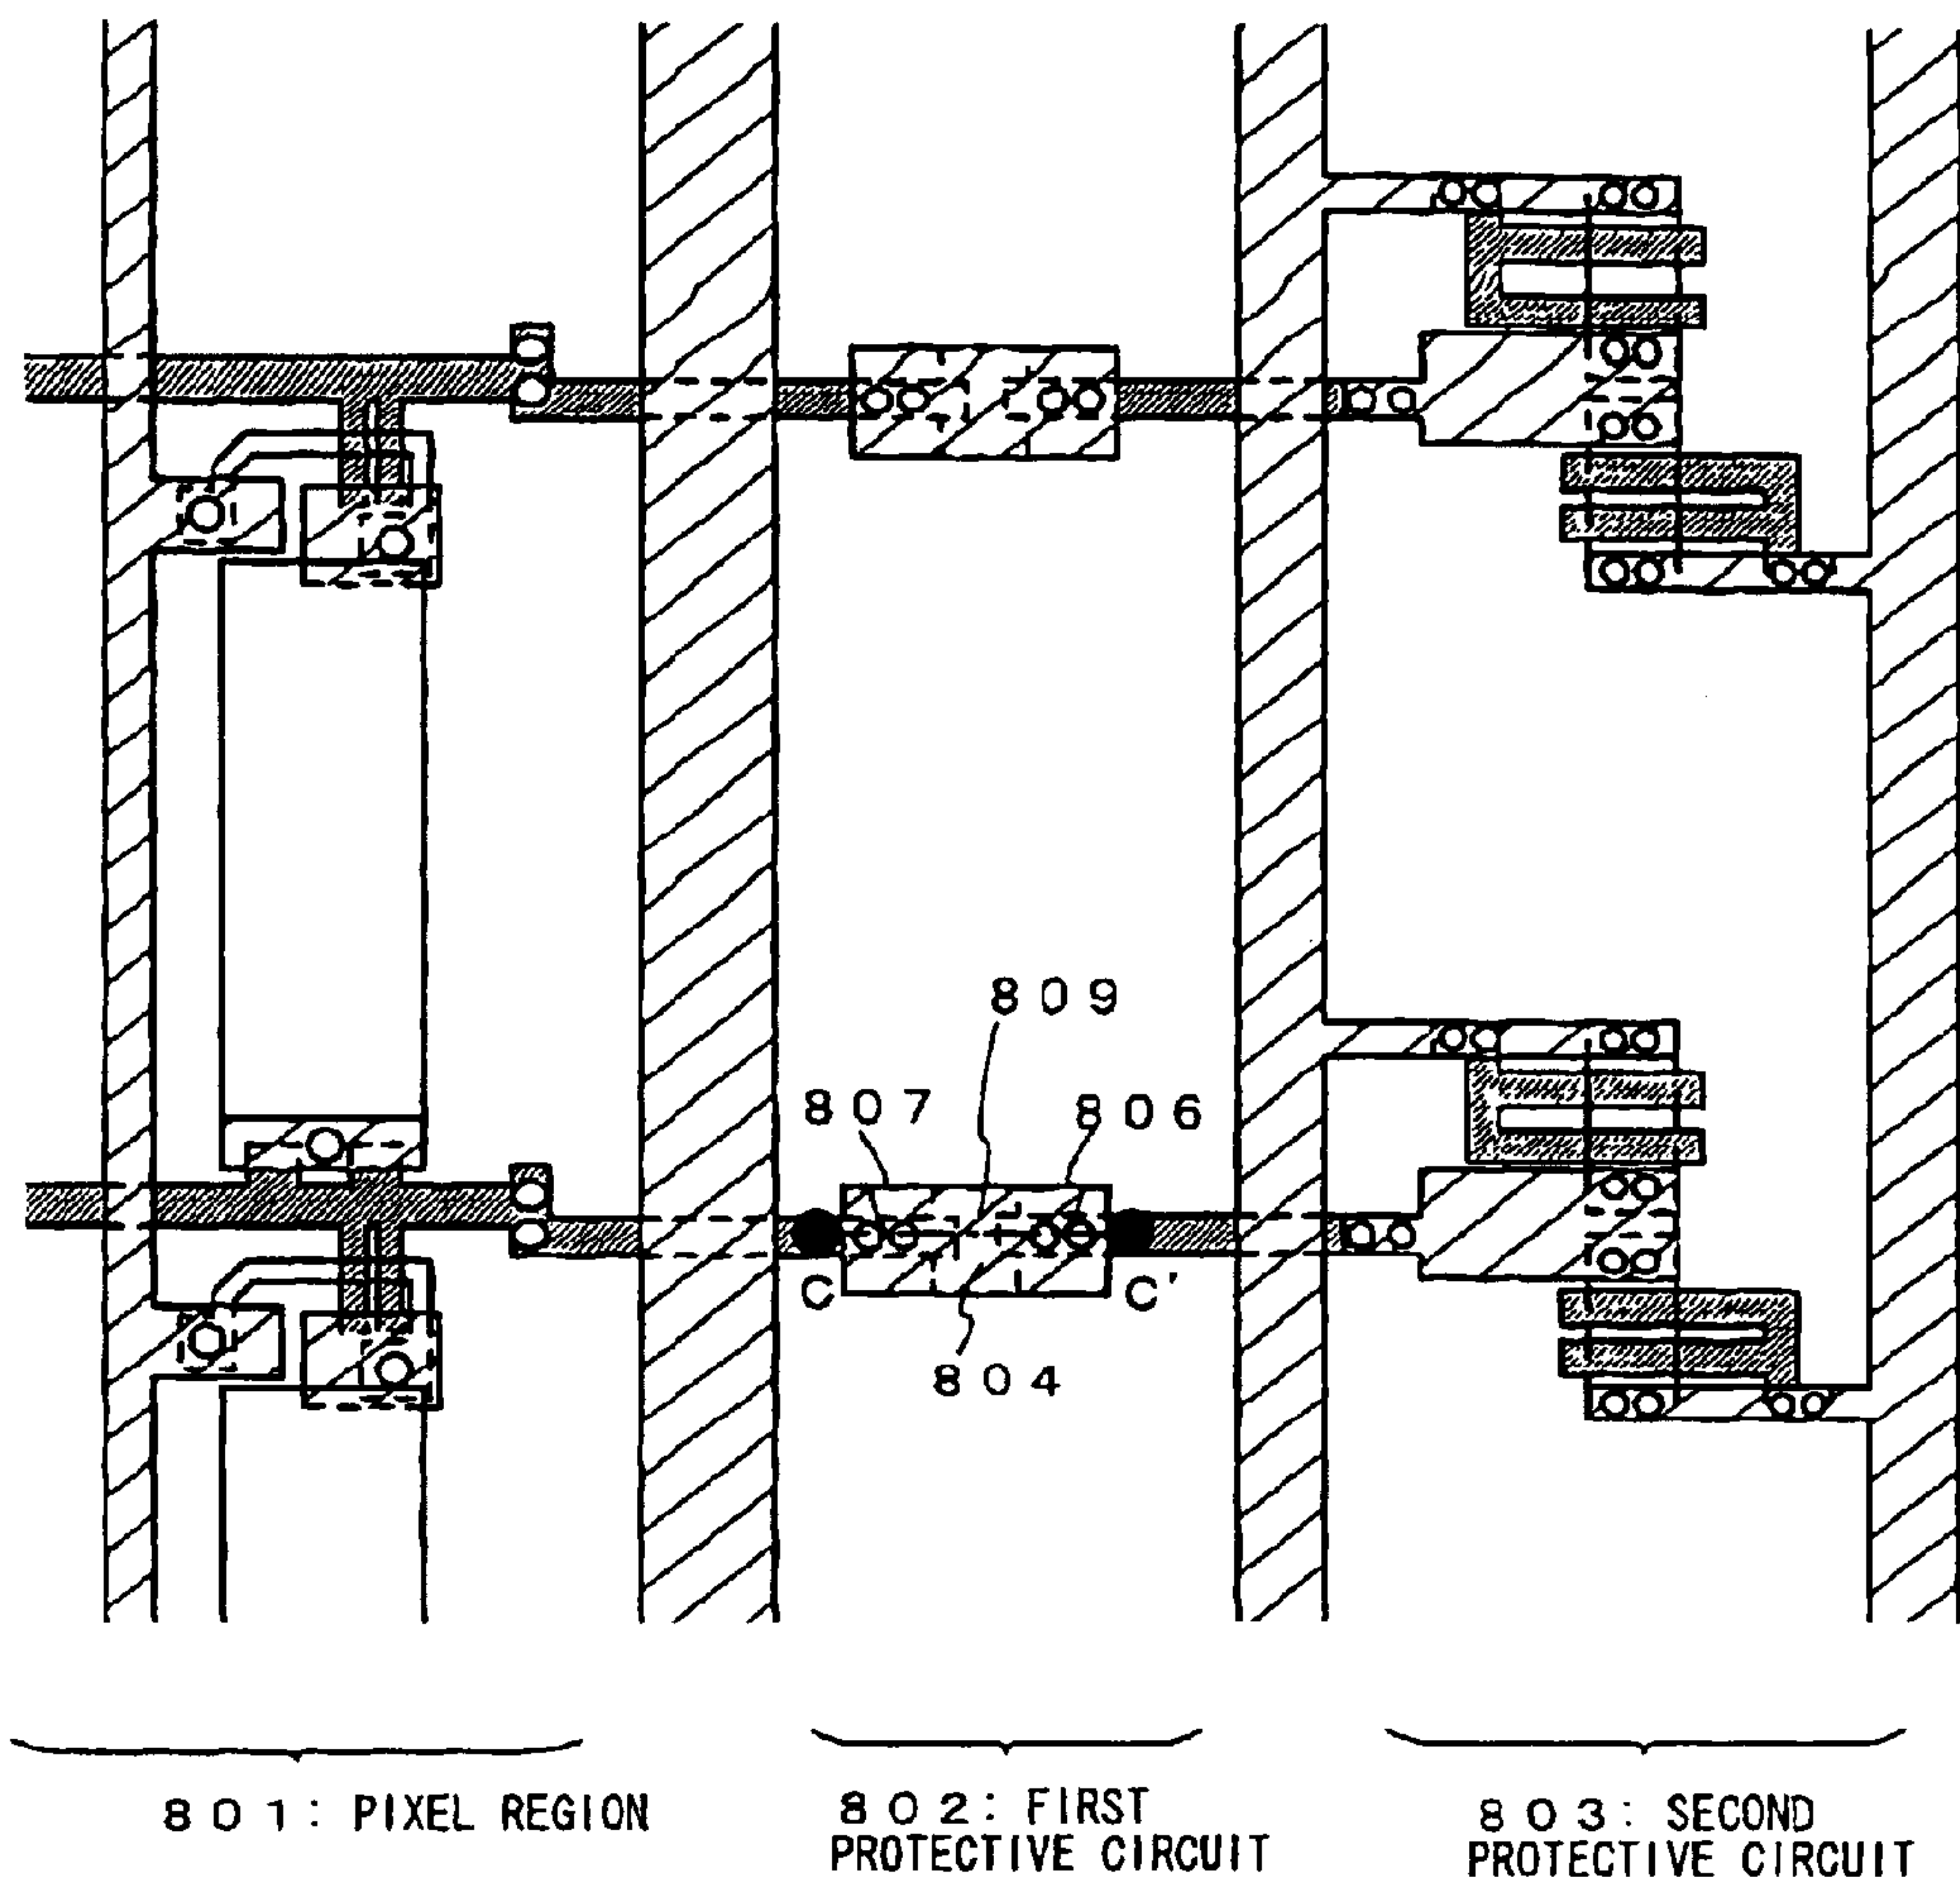 809
807
806
C
C'
804
801: PIXEL REGION
802: FIRST
PROTECTIVE CIRCUIT
803: SECOND
PROTECTIVE CIRCUIT